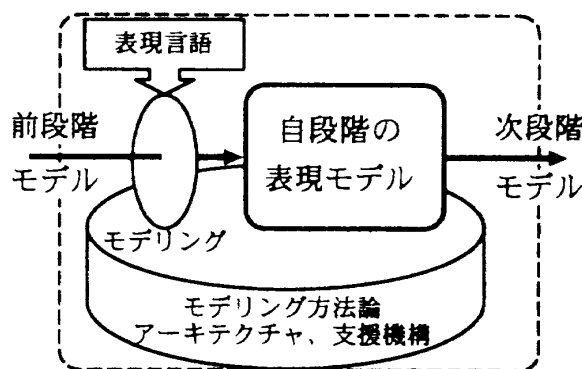 表現言語
前段階
モデル
モデリング
自段階の
表現モデル
次段階
モデル
モデリング方法論
アーキテクチャ、支援機構